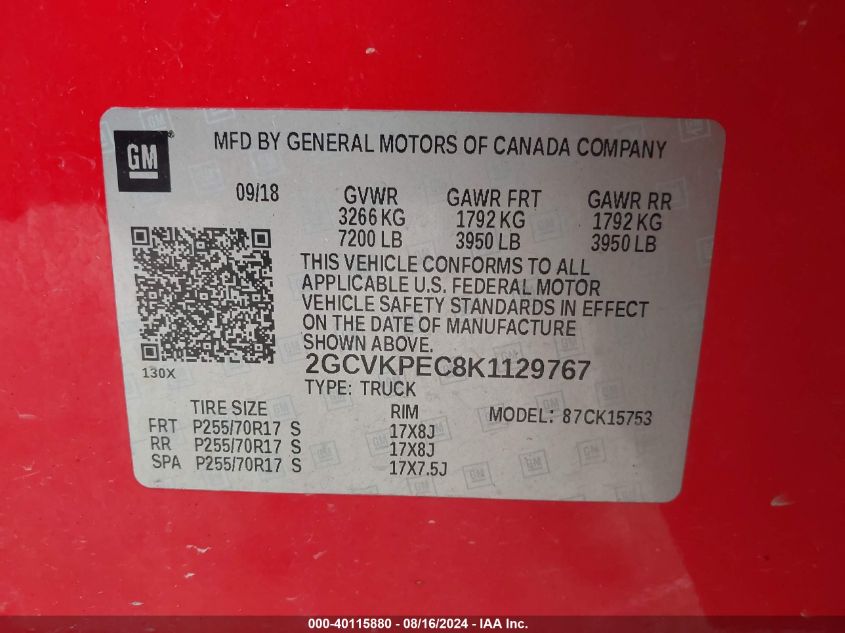 GM®
MFD BY GENERAL MOTORS OF CANADA COMPANY
09/18 GVWR GAWR FRT GAWR RR
3266 KG 1792 KG 1792 KG
7200 LB 3950 LB 3950 LB
THIS VEHICLE CONFORMS TO ALL
APPLICABLE U.S. FEDERAL MOTOR
VEHICLE SAFETY STANDARDS IN EFFECT
ON THE DATE OF MANUFACTURE
SHOWN ABOVE.
130X
2GCVKPEC8K1129767
TYPE: TRUCK
TIRE SIZE RIM MODEL: 87CK15753
FRT P255/70R17 S 17X8J
RR P255/70R17 S 17X8J
SPA P255/70R17 S 17X7.5J
000-40115880 - 08/16/2024 - IAA Inc.